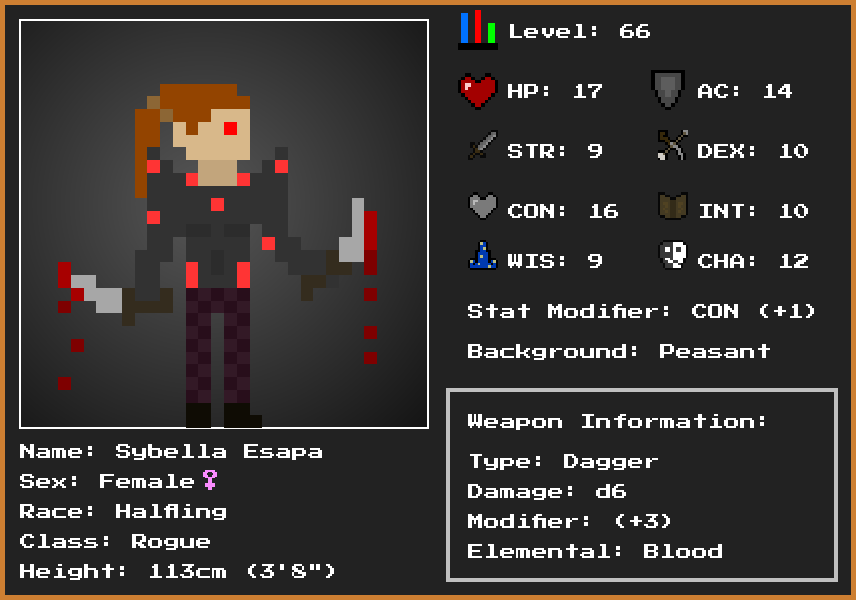 Level: 66
HP: 17 AC: 14
STR: 9 DEX: 10
CON: 16 INT: 10
WIS: 9 CHA: 12
Stat Modifier: CON (+1)
Background: Peasant
Weapon Information:
Type: Dagger
Damage: d6
Modifier: (+3)
Elemental: Blood
Name: Sybella Esapa
Sex: Female♀
Race: Halfling
Class: Rogue
Height: 113cm (3'8")